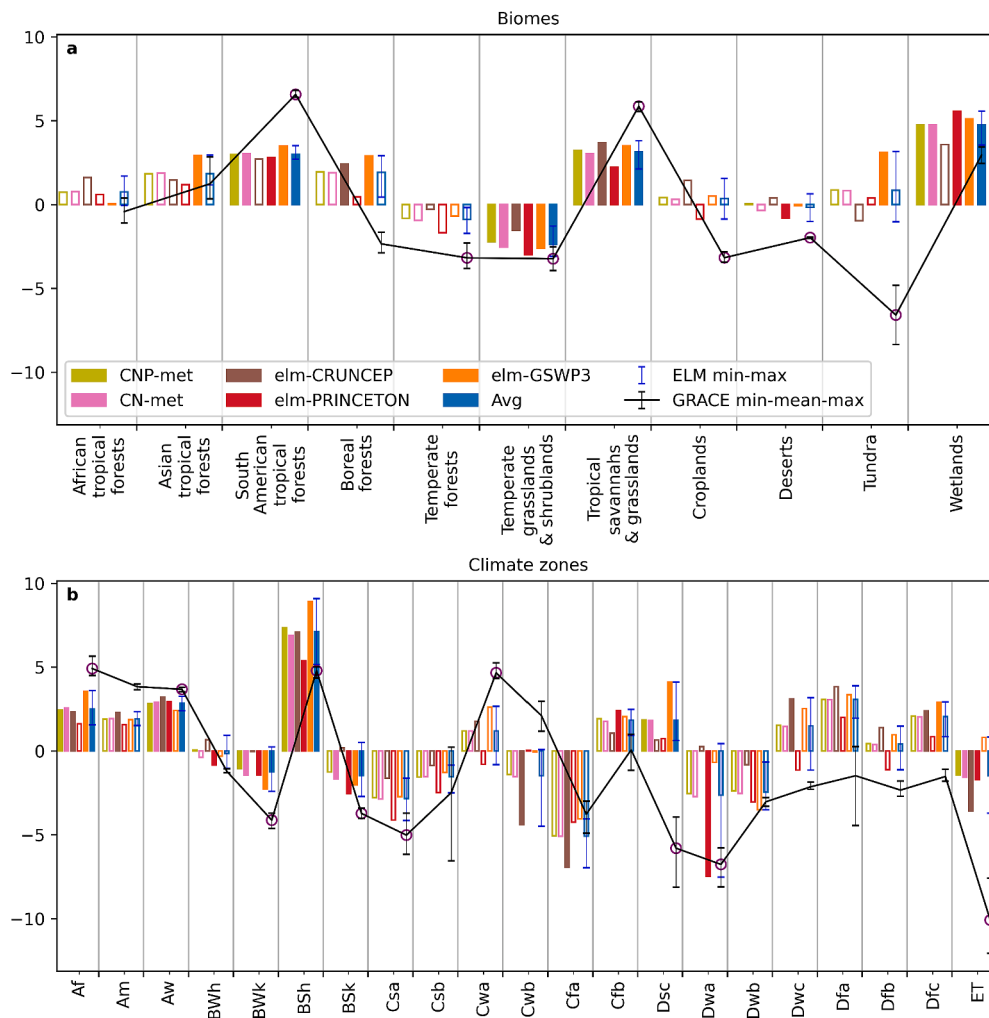 Biomes
a
10
5
0
−5
−10
CNP-met
CN-met
elm-CRUNCEP
elm-PRINCETON
elm-GSWP3
Avg
ELM min-max
GRACE min-mean-max
African
tropical
forests
Asian
tropical
forests
South
American
tropical
forests
Boreal
forests
Temperate
forests
Temperate
grasslands
& shrublands
Tropical
savannahs
& grasslands
Croplands
Deserts
Tundra
Wetlands
Climate zones
b
10
5
0
−5
−10
Af
Am
Aw
BWh
BWk
BSh
BSk
Csa
Csb
Cwa
Cwb
Cfa
Cfb
Dsc
Dwa
Dwb
Dwc
Dfa
Dfb
Dfc
ET